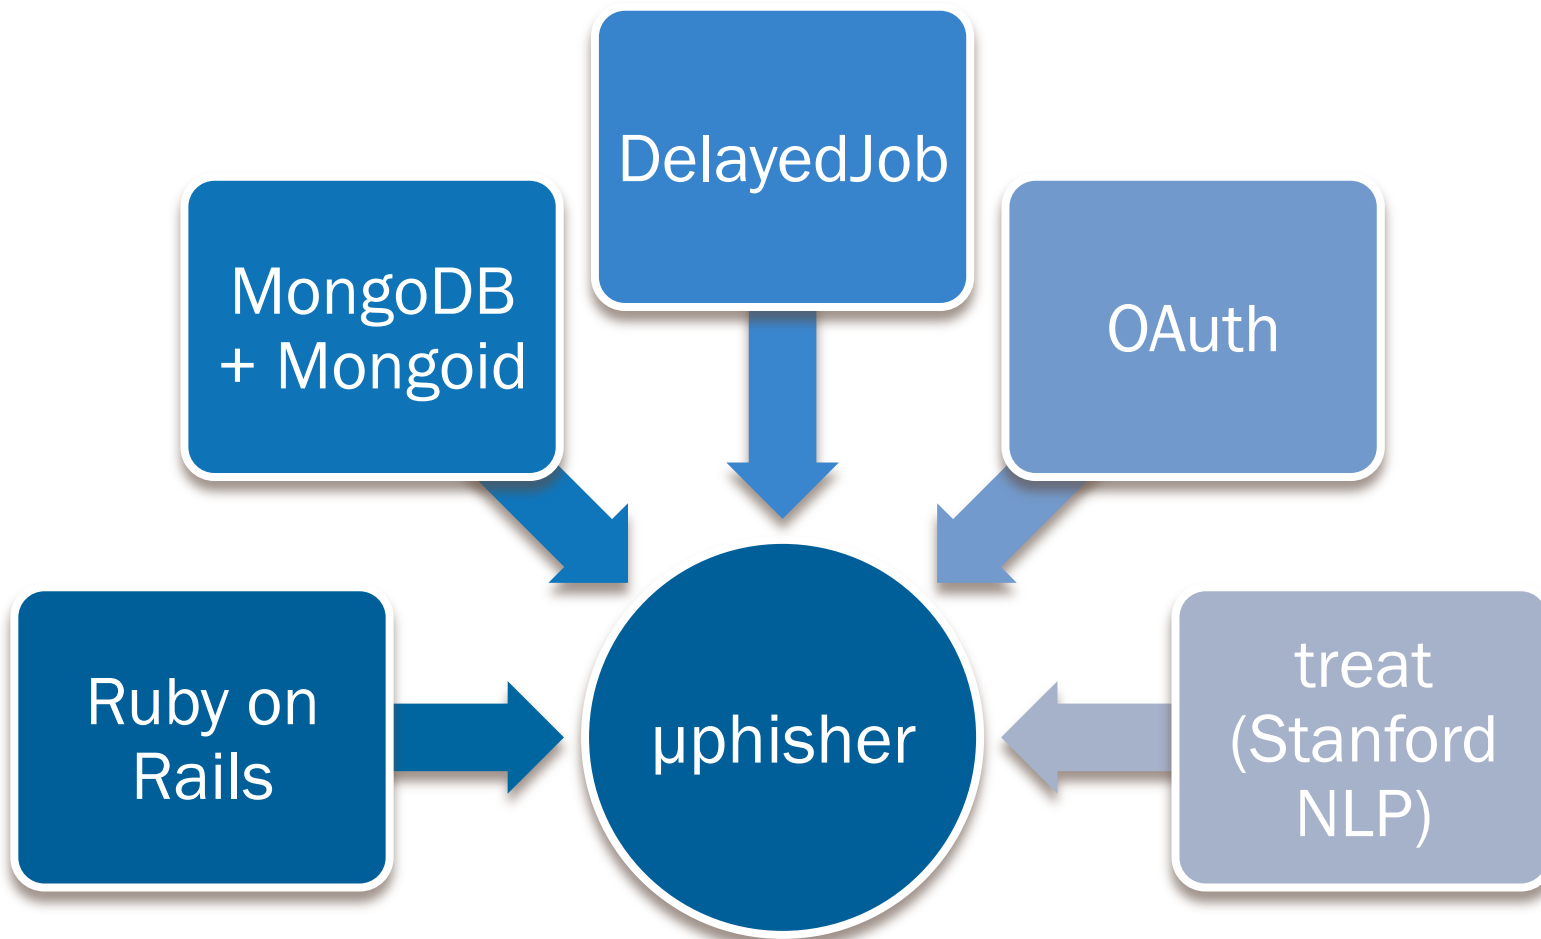 DelayedJob
MongoDB
+ Mongoid
OAuth
Ruby on
Rails
µphisher
treat
(Stanford
NLP)